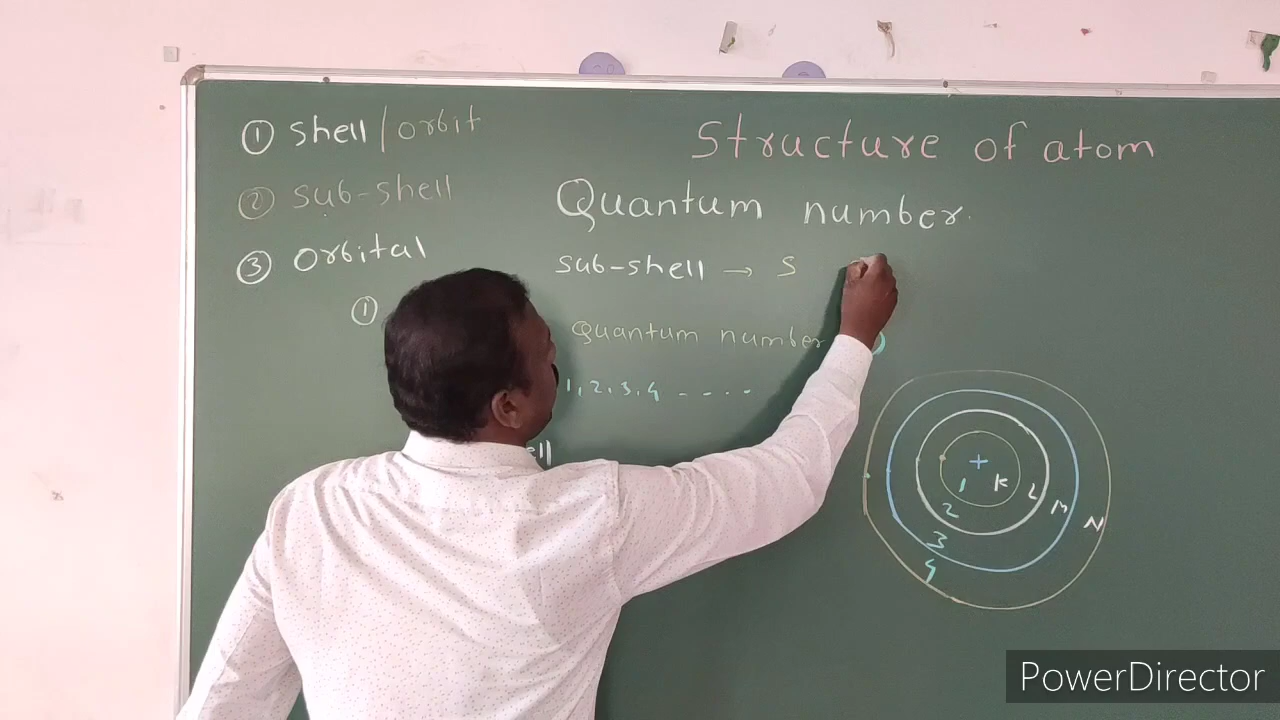 ① shell/orbit
② sub-shell
③ orbital
①
Structure of atom
Quantum number.
sub-shell → s
Quantum number
1, 2, 3, 4 - - - -
ell
+
1 K L M N
2
3
4
PowerDirector